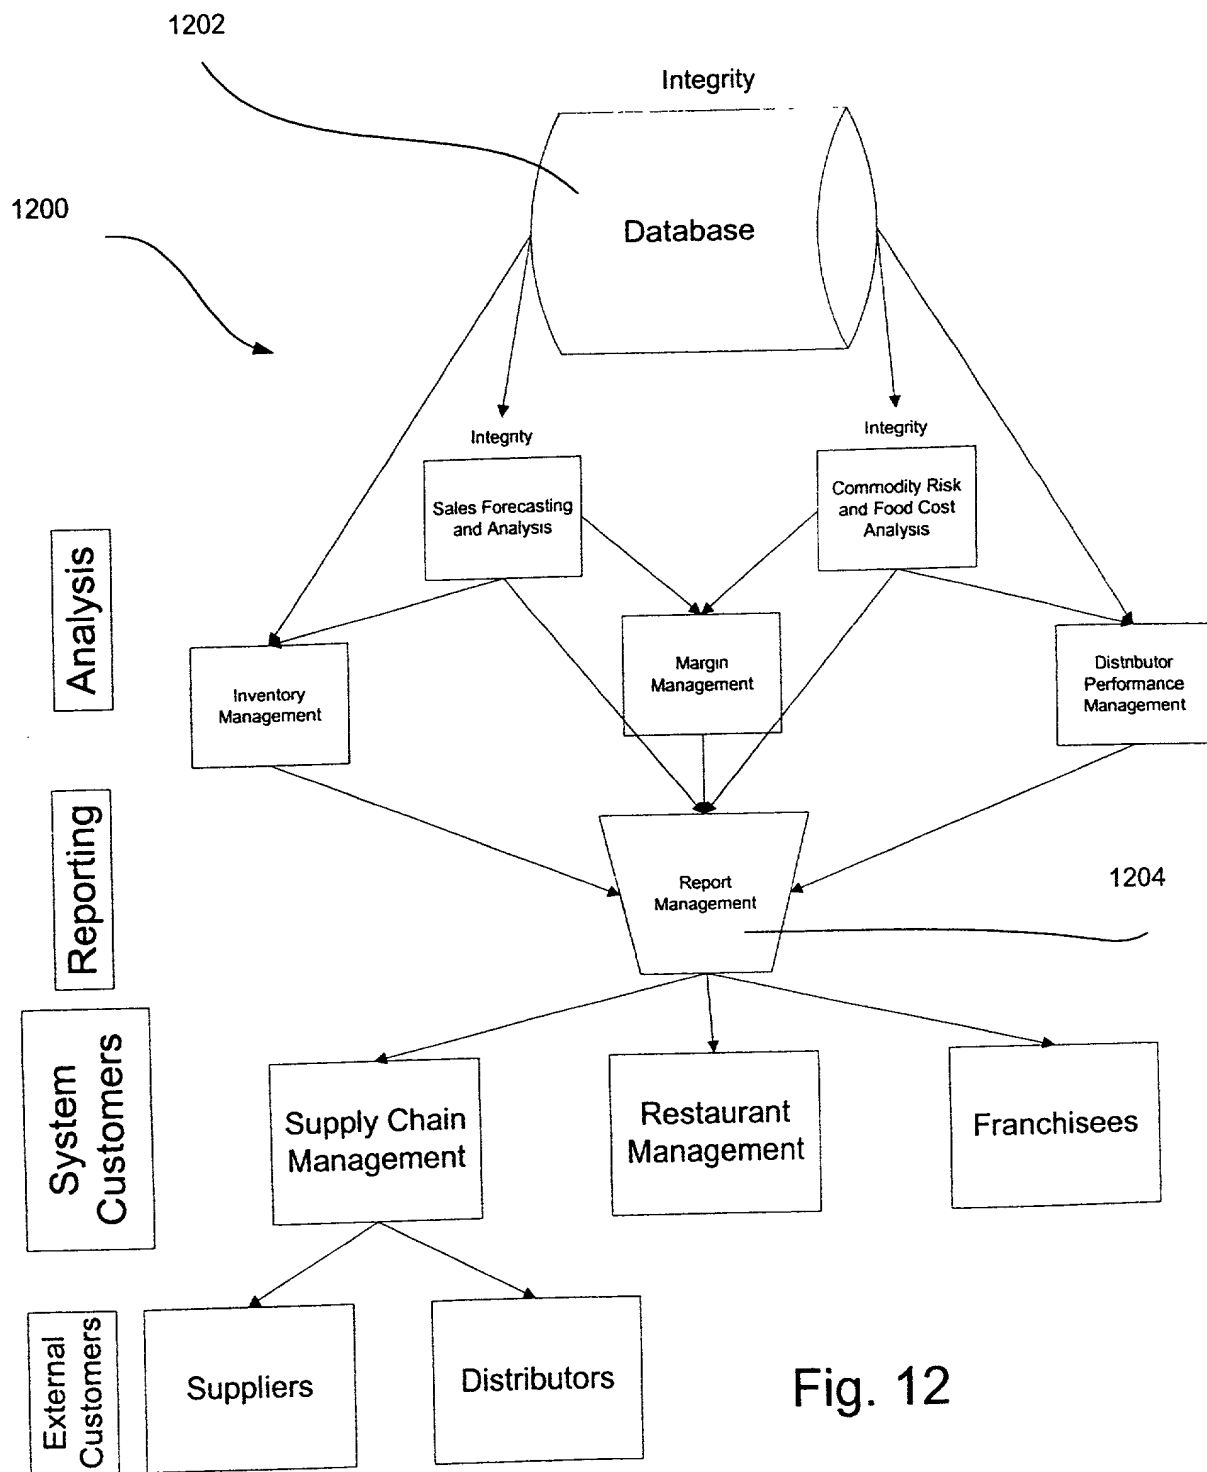 1202
Integrity
1200
Database
Integrity
Integrity
Sales Forecasting
and Analysis
Commodity Risk
and Food Cost
Analysis
Analysis
Inventory
Management
Margin
Management
Distributor
Performance
Management
Reporting
Report
Management
1204
System
Customers
Supply Chain
Management
Restaurant
Management
Franchisees
External
Customers
Suppliers
Distributors
Fig. 12